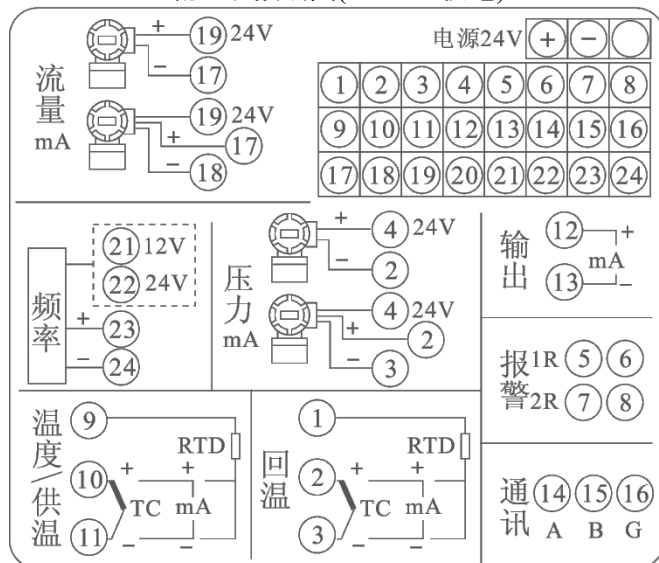 流量
mA
+ 19 24V
− 17
19 24V
+ 17
− 18
电源24V + −
1 2 3 4 5 6 7 8
9 10 11 12 13 14 15 16
17 18 19 20 21 22 23 24
频率
21 12V
22 24V
+ 23
− 24
压力
mA
+ 4 24V
− 2
4 24V
+ 2
− 3
输出
12 +
mA
13 −
报警
1R 5 6
2R 7 8
温度/供温
9
RTD
10 + +
TC mA
11 − −
回温
1
RTD
2 + +
TC mA
3 − −
通讯
14 15 16
A B G